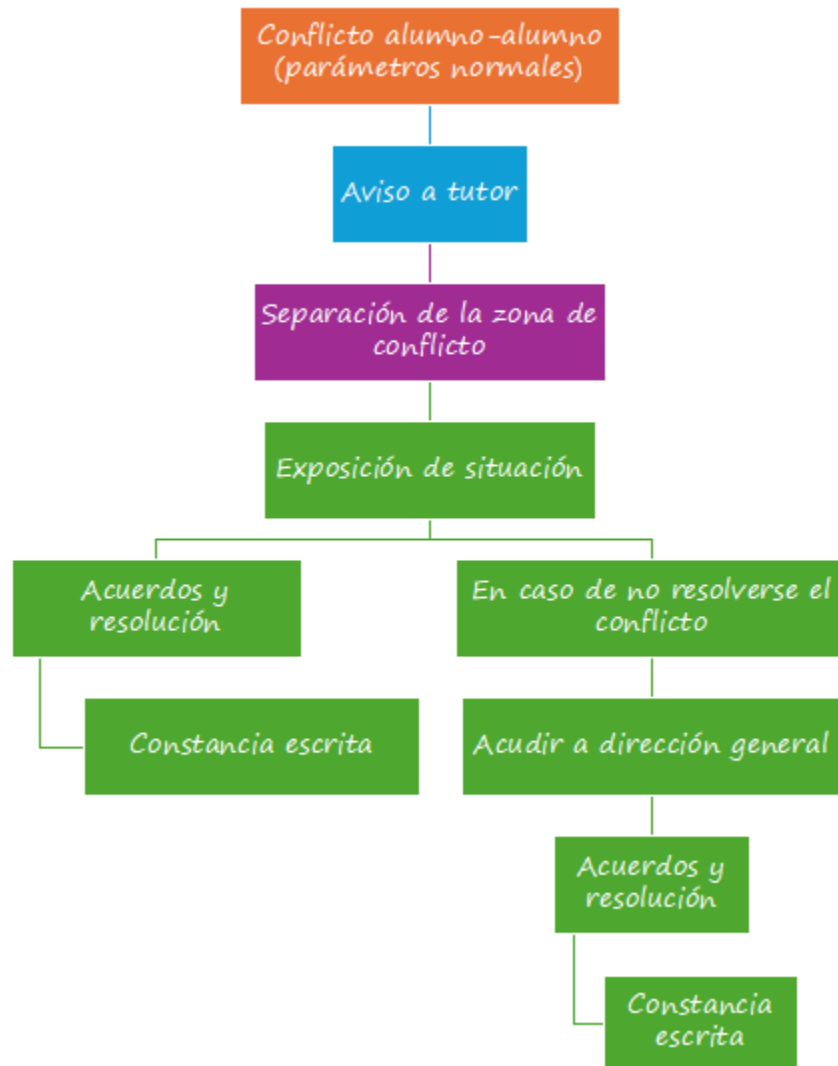 Conflicto alumno-alumno
(parámetros normales)
Aviso a tutor
Separación de la zona de
conflicto
Exposición de situación
Acuerdos y
resolución
Constancia escrita
En caso de no resolverse el
conflicto
Acudir a dirección general
Acuerdos y
resolución
Constancia
escrita